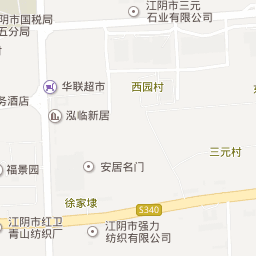 江阴市三元
石业有限公司
江阴市国税局
五分局
华联超市
西园村
务酒店
泓临新居
三元村
安居名门
福景园
徐家埭
S340
江阴市红卫
青山纺织厂
江阴市强力
纺织有限公司